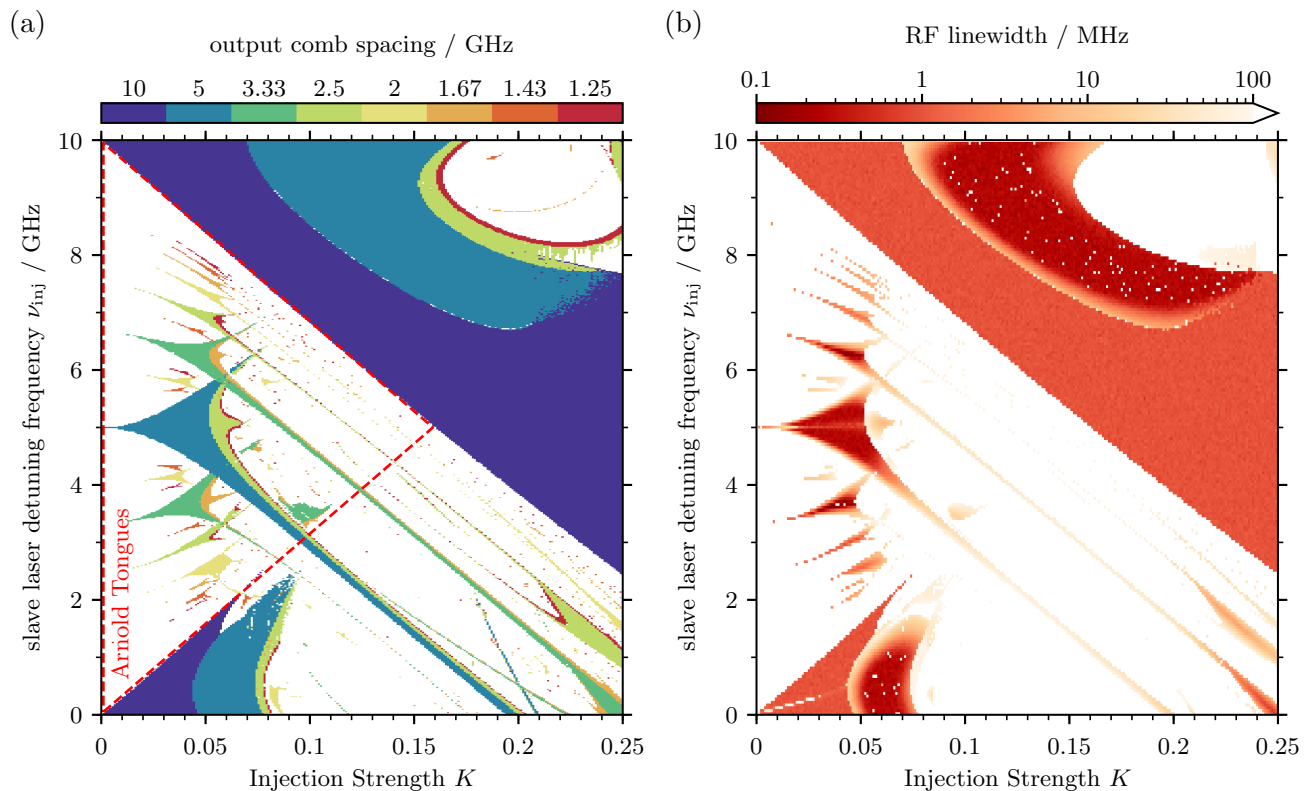 (a)
output comb spacing / GHz
10 5 3.33 2.5 2 1.67 1.43 1.25
slave laser detuning frequency νinj / GHz
10
8
6
4
2
0
Arnold Tongues
0 0.05 0.1 0.15 0.2 0.25
Injection Strength K
(b)
RF linewidth / MHz
0.1 1 10 100
slave laser detuning frequency νinj / GHz
10
8
6
4
2
0
0 0.05 0.1 0.15 0.2 0.25
Injection Strength K